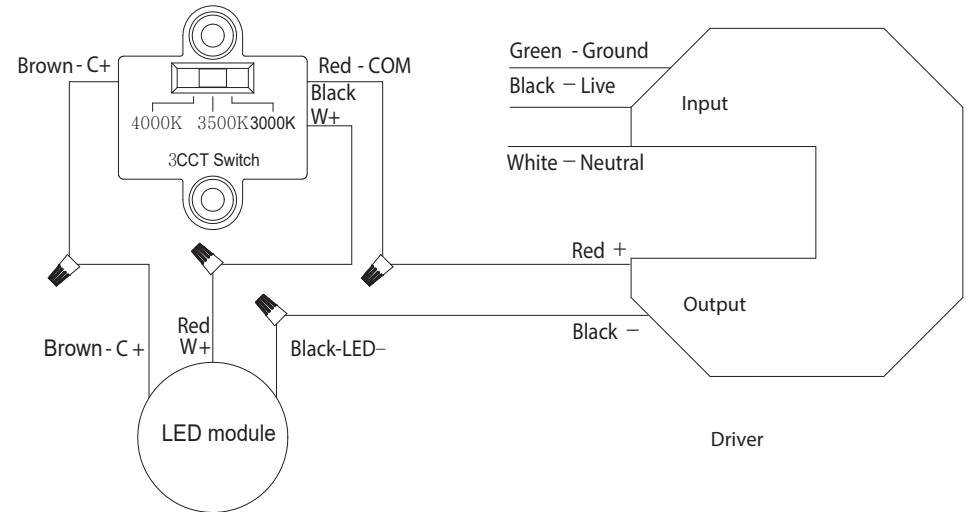 Brown - C+
Red - COM
Black
W+
4000K 3500K 3000K
3CCT Switch
Green - Ground
Black - Live
Input
White - Neutral
Red +
Output
Black -
Red
W+
Brown - C +
Black-LED-
LED module
Driver